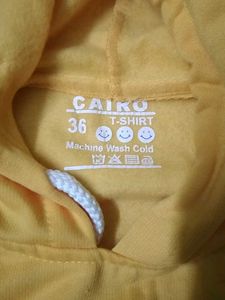 CAIRO
36 T-SHIRT
Machine Wash Cold